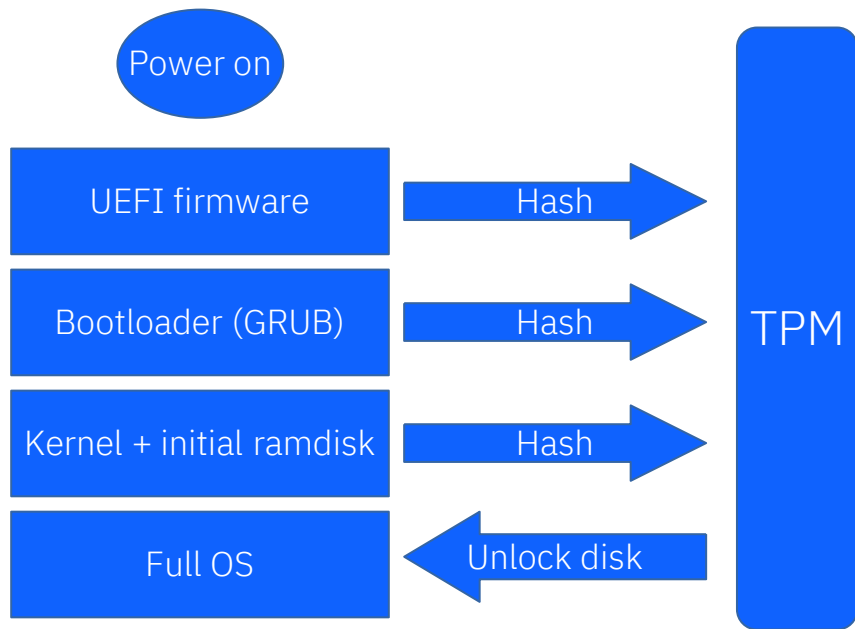 Power on
UEFI firmware
Hash
Bootloader (GRUB)
Hash
TPM
Kernel + initial ramdisk
Hash
Full OS
Unlock disk